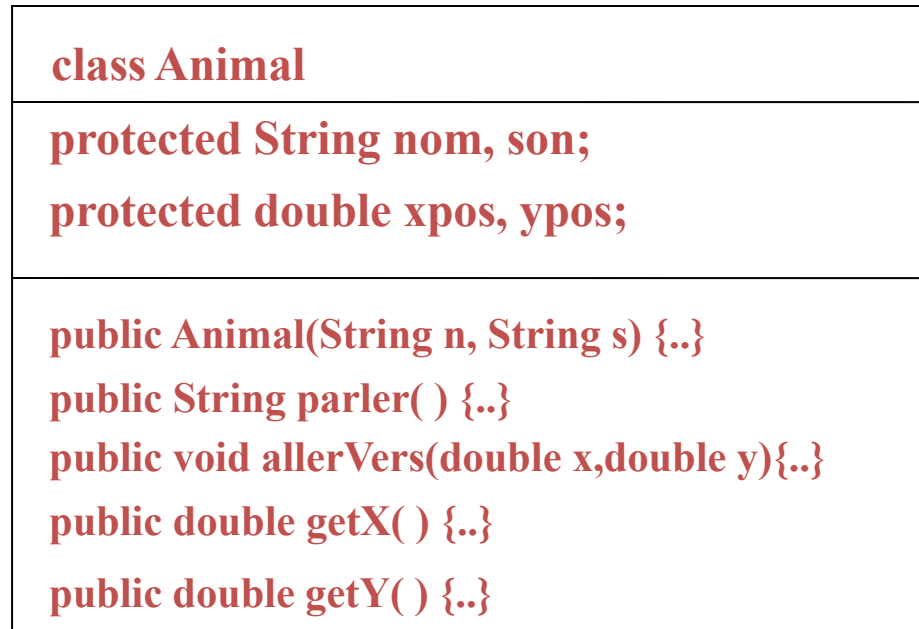 class Animal
protected String nom, son;
protected double xpos, ypos;
public Animal(String n, String s) {..}
public String parler( ) {..}
public void allerVers(double x,double y){..}
public double getX( ) {..}
public double getY( ) {..}